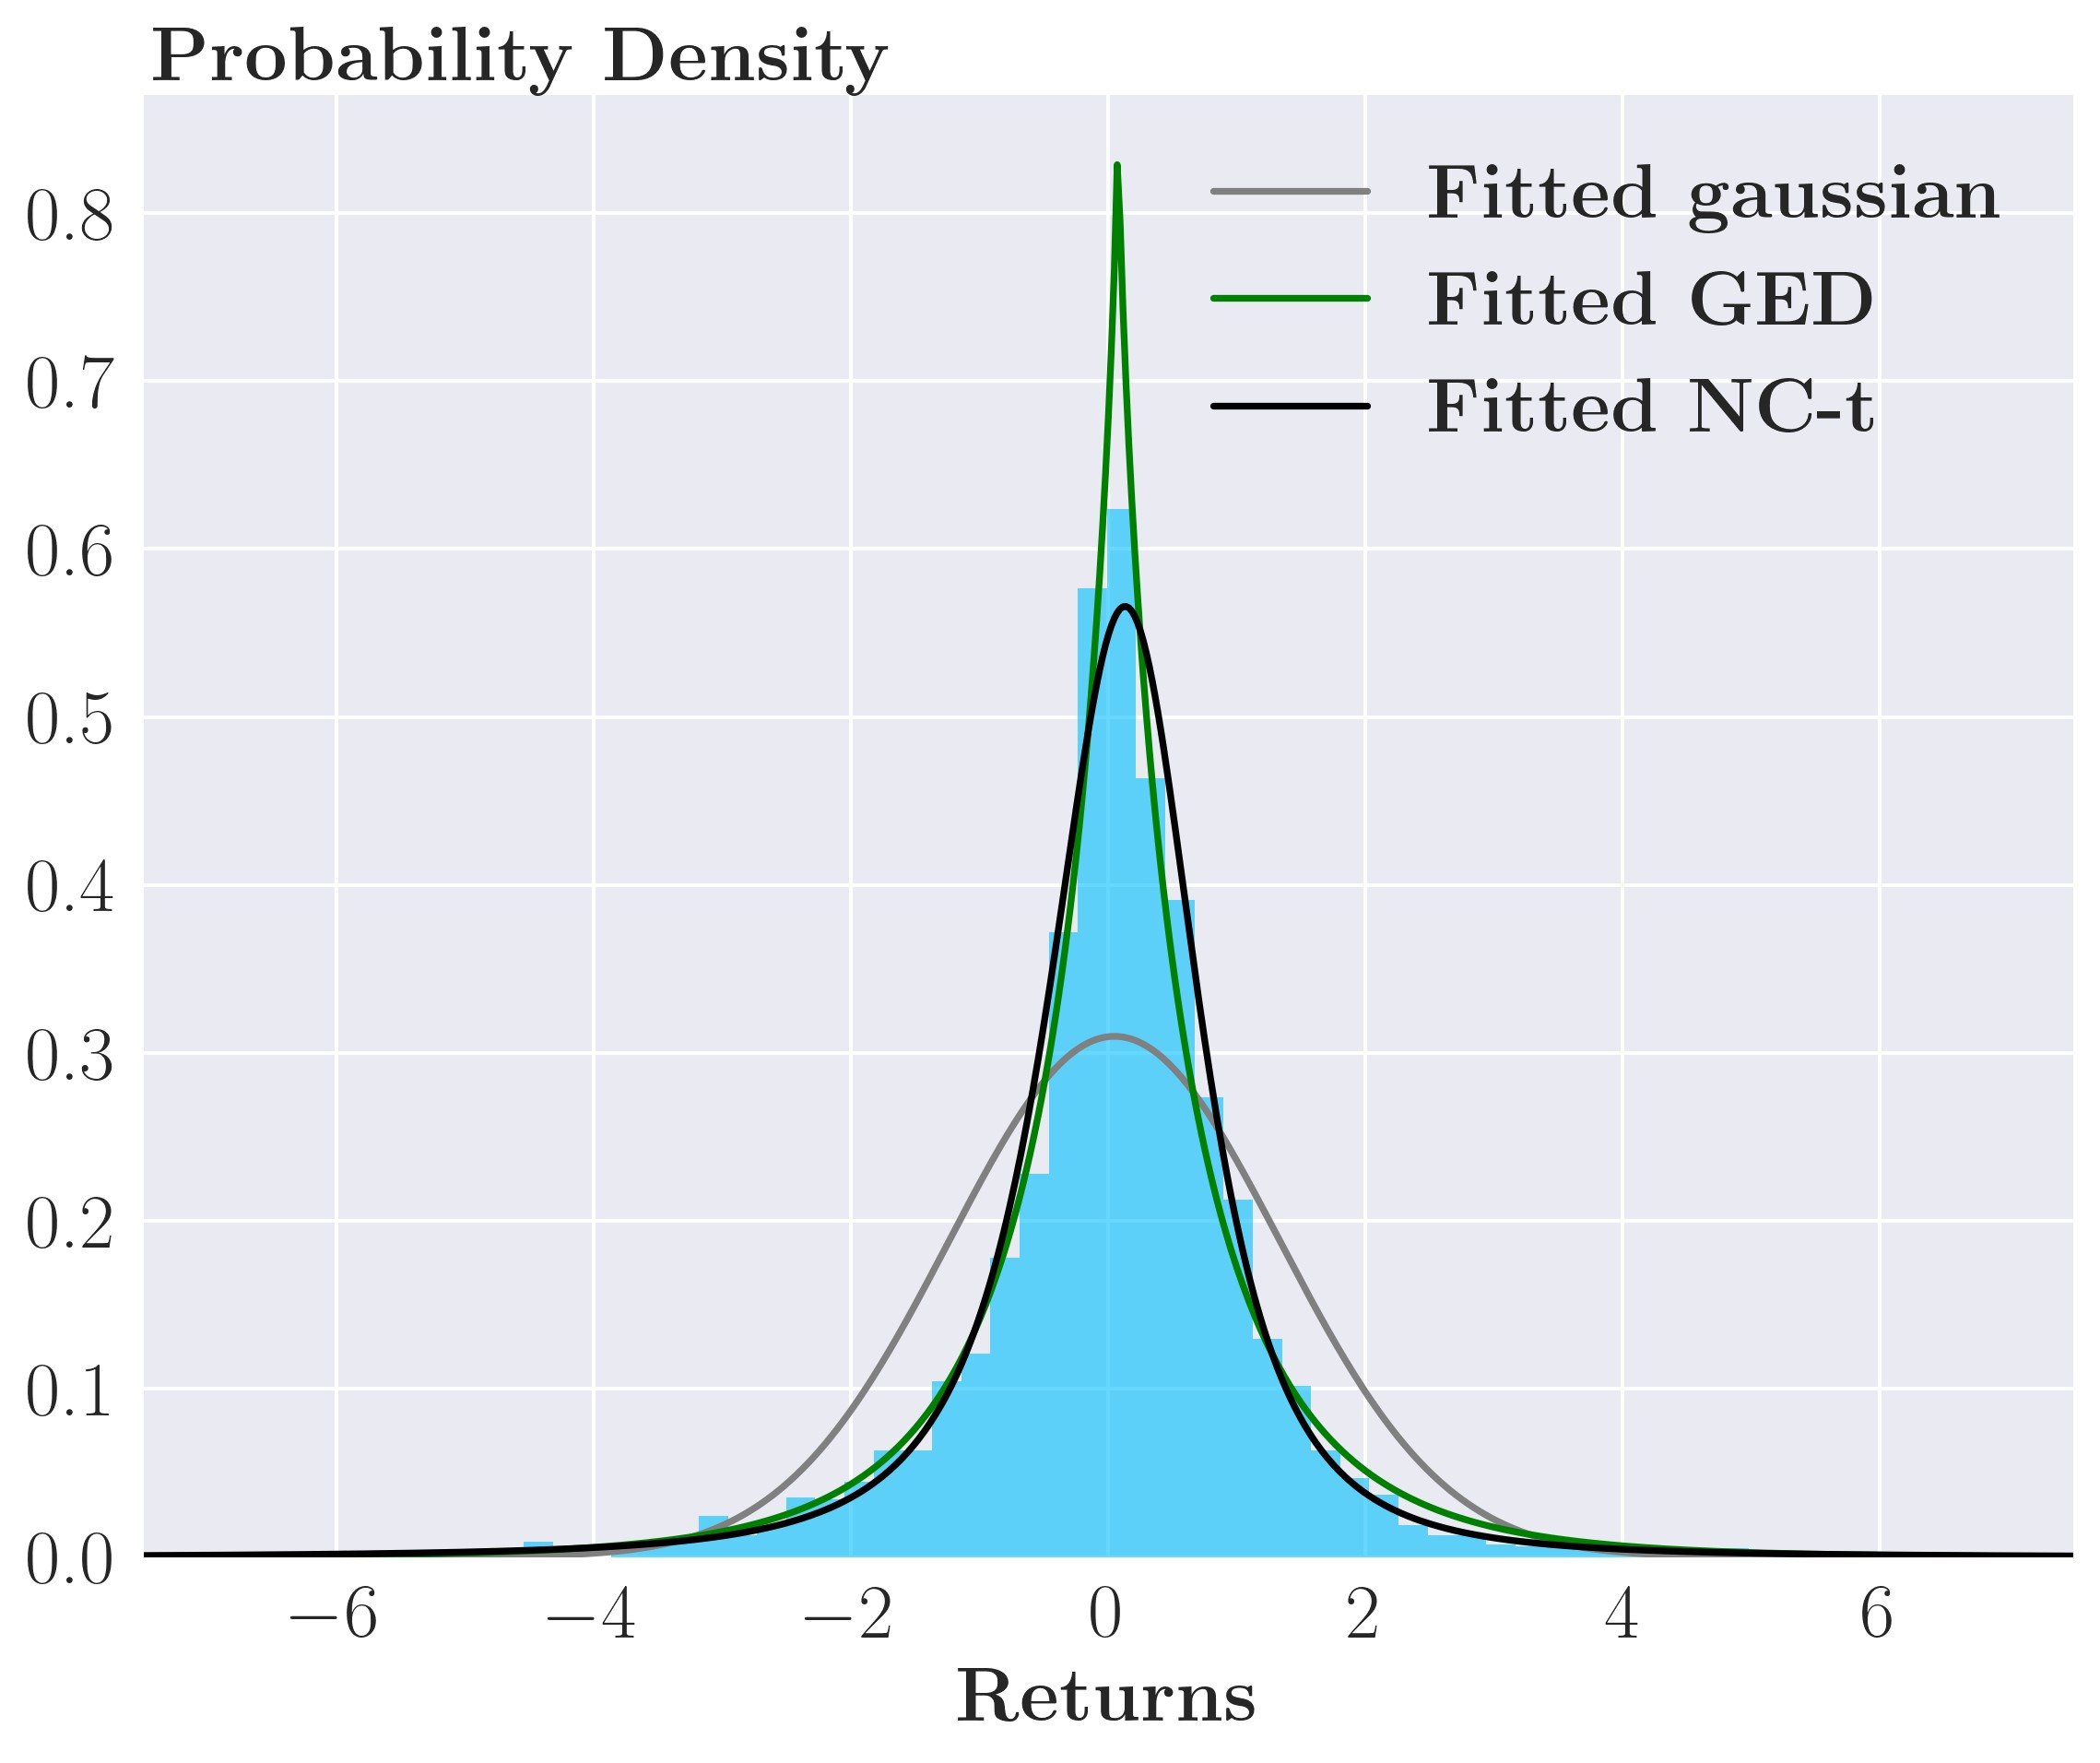 Probability Density
Fitted gaussian
Fitted GED
Fitted NC-t
0.8
0.7
0.6
0.5
0.4
0.3
0.2
0.1
0.0
−6 −4 −2 0 2 4 6
Returns